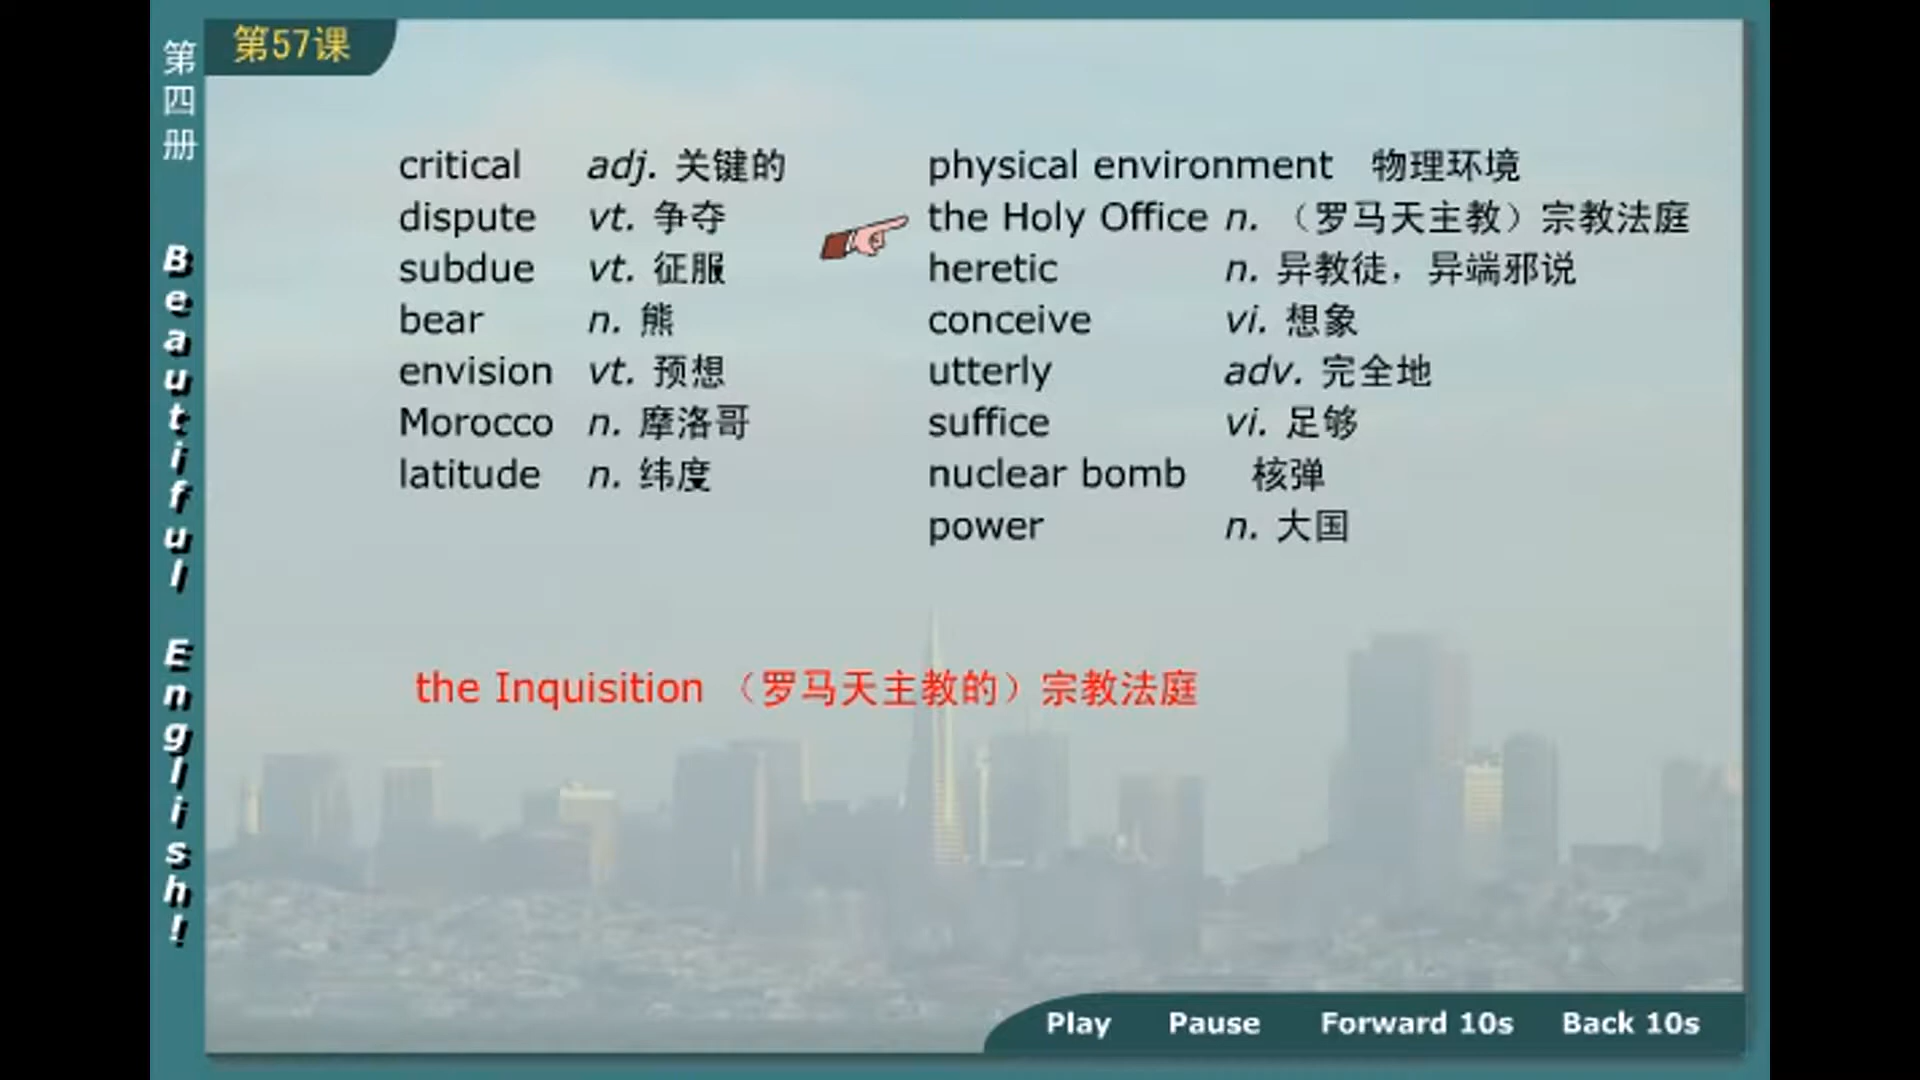 第四册
Beautiful English!
第57课
critical adj. 关键的
dispute vt. 争夺
subdue vt. 征服
bear n. 熊
envision vt. 预想
Morocco n. 摩洛哥
latitude n. 纬度
physical environment 物理环境
the Holy Office n. （罗马天主教）宗教法庭
heretic n. 异教徒，异端邪说
conceive vi. 想象
utterly adv. 完全地
suffice vi. 足够
nuclear bomb 核弹
power n. 大国
the Inquisition （罗马天主教的）宗教法庭
Play Pause Forward 10s Back 10s